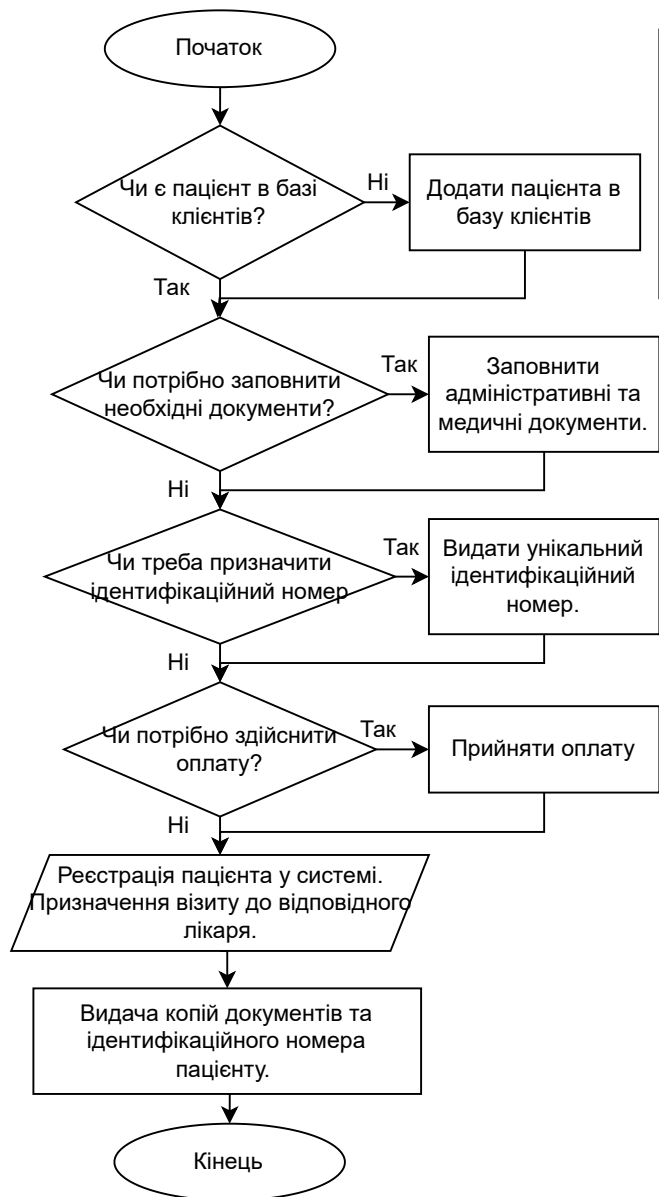 Початок
Чи є пацієнт в базі
клієнтів?
Ні
Додати пацієнта в
базу клієнтів
Так
Чи потрібно заповнити
необхідні документи?
Так
Заповнити
адміністративні та
медичні документи.
Ні
Чи треба призначити
ідентифікаційний номер
Так
Видати унікальний
ідентифікаційний
номер.
Ні
Чи потрібно здійснити
оплату?
Так
Прийняти оплату
Ні
Реєстрація пацієнта у системі.
Призначення візиту до відповідного
лікаря.
Видача копій документів та
ідентифікаційного номера
пацієнту.
Кінець